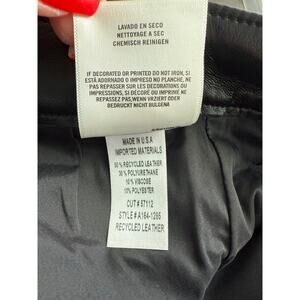 LAVADO EN SECO
NETTOYAGE A SEC
CHEMISCH REINIGEN
IF DECORATED OR PRINTED DO NOT IRON, SI
ESTÁ ADORNADO O IMPRESO NO PLANCHAR, NE
PAS REPASSER SUR LES DECORATIONS OU
IMPRESSIONS, SI DÉCORÉ OU IMPRIMÉ
NE PAS REPASSER, WENN VERZIERT ODER
BEDRUCKT NICHT BÜGELN
MADE IN U.S.A
IMPORTED MATERIALS
50 % RECYCLED LEATHER
30 % POLYURETHANE
10 % VISCOSE
10% POLYESTER
CUT # 57112
STYLE # A164-1285
RECYCLED LEATHER